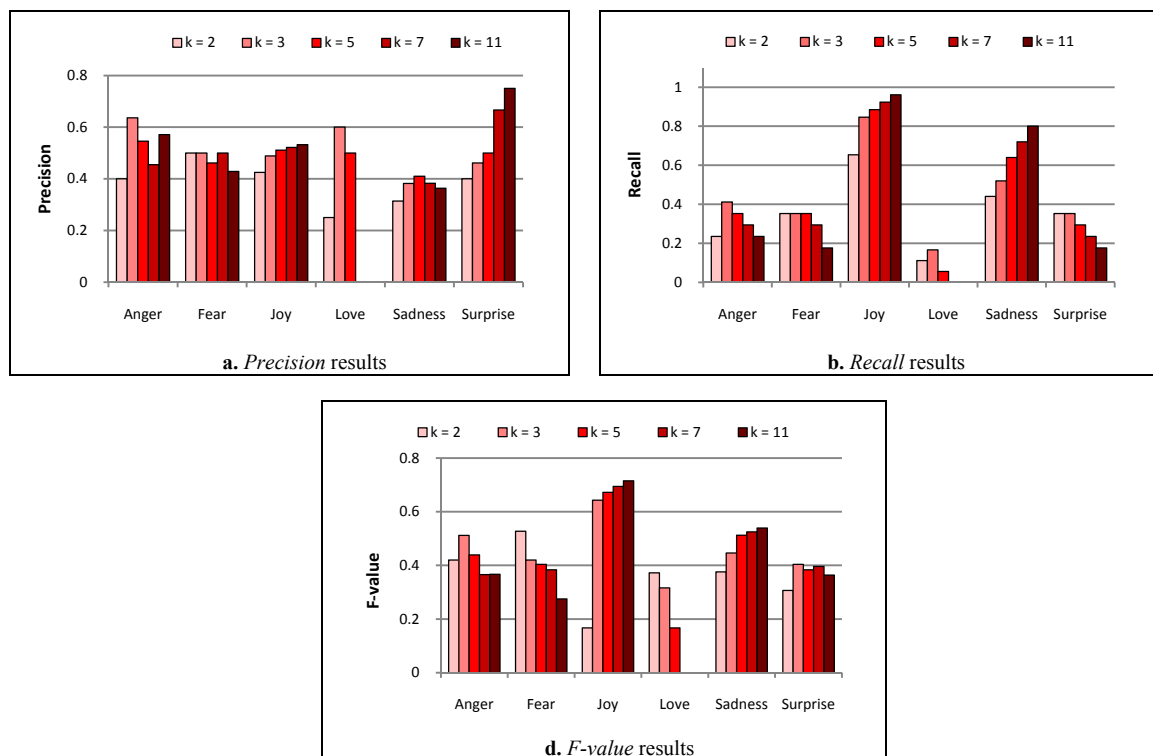 k = 2 k = 3 k = 5 k = 7 k = 11
0.8
0.6
0.4
0.2
0
Precision
Anger Fear Joy Love Sadness Surprise
a. Precision results
k = 2 k = 3 k = 5 k = 7 k = 11
1
0.8
0.6
0.4
0.2
0
Recall
Anger Fear Joy Love Sadness Surprise
b. Recall results
k = 2 k = 3 k = 5 k = 7 k = 11
0.8
0.6
0.4
0.2
0
F-value
Anger Fear Joy Love Sadness Surprise
d. F-value results